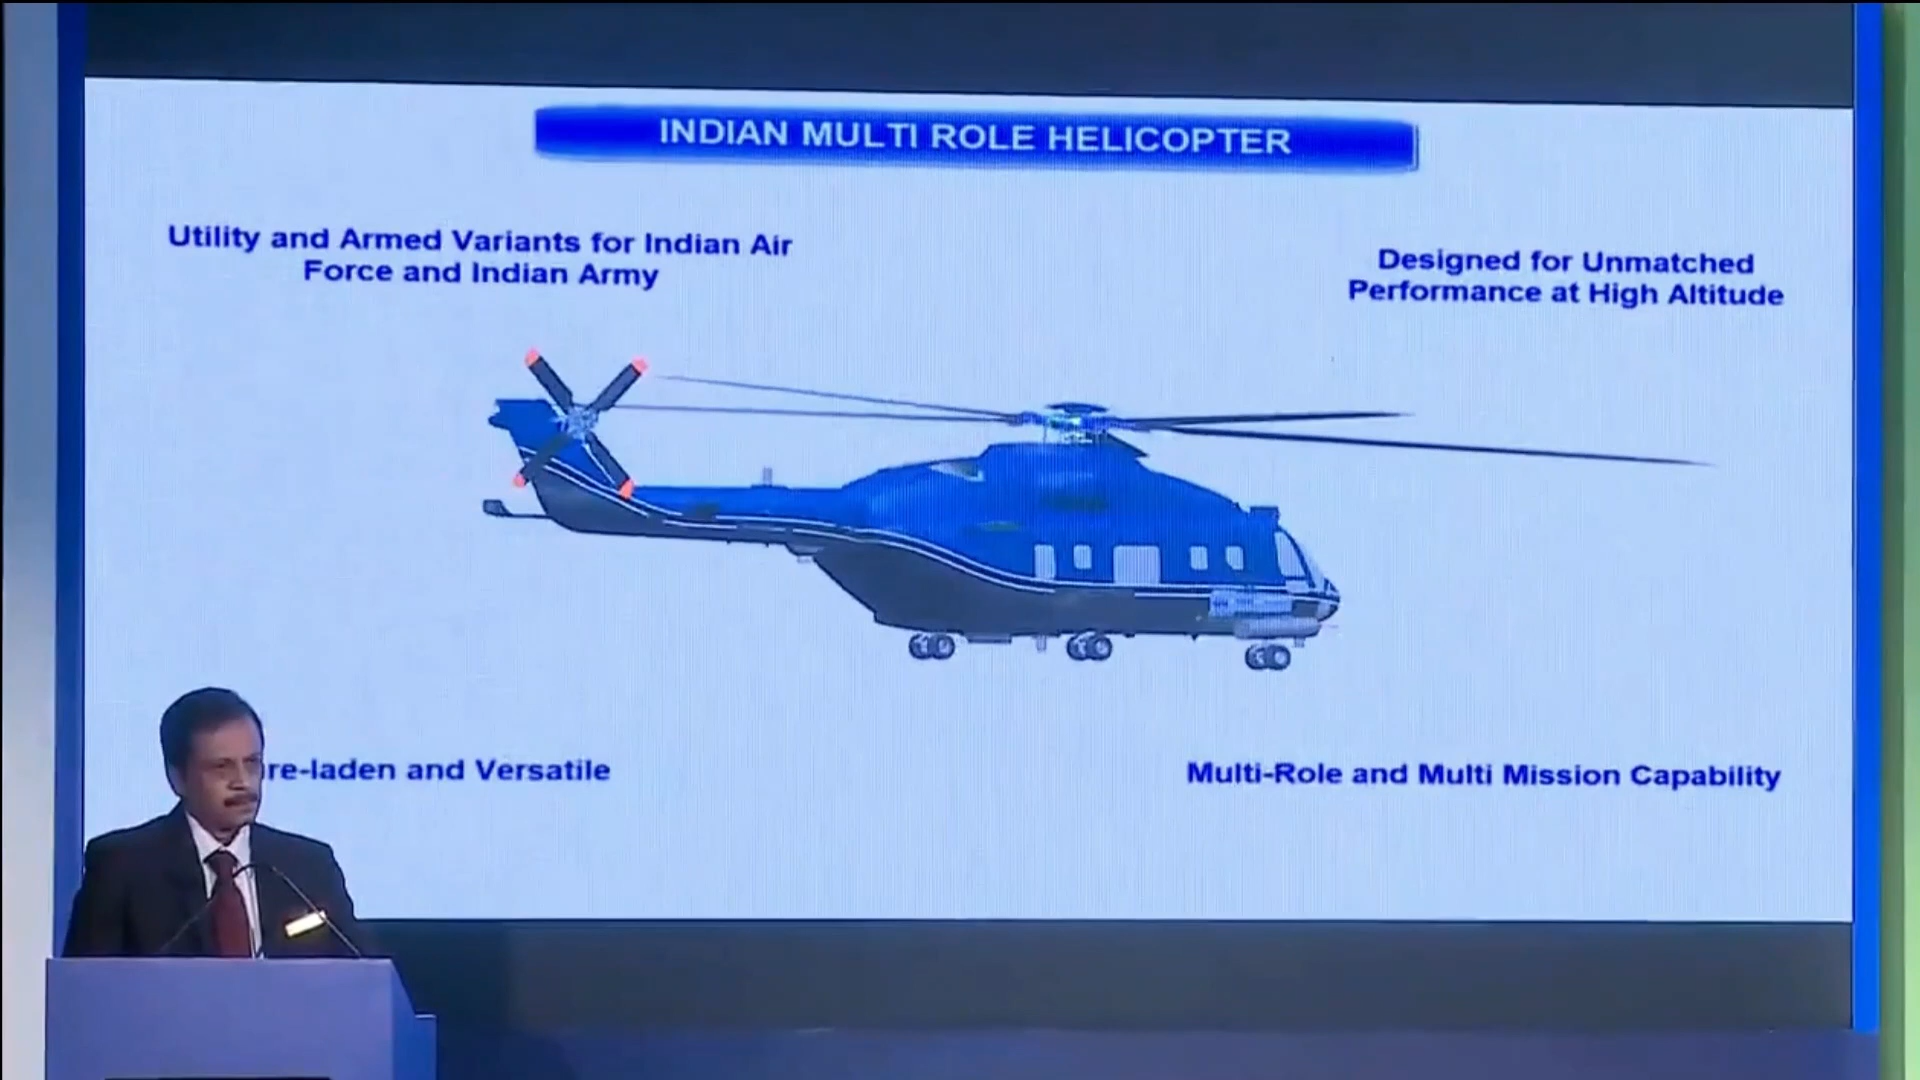 INDIAN MULTI ROLE HELICOPTER
Utility and Armed Variants for Indian Air
Force and Indian Army
Designed for Unmatched
Performance at High Altitude
re-laden and Versatile
Multi-Role and Multi Mission Capability